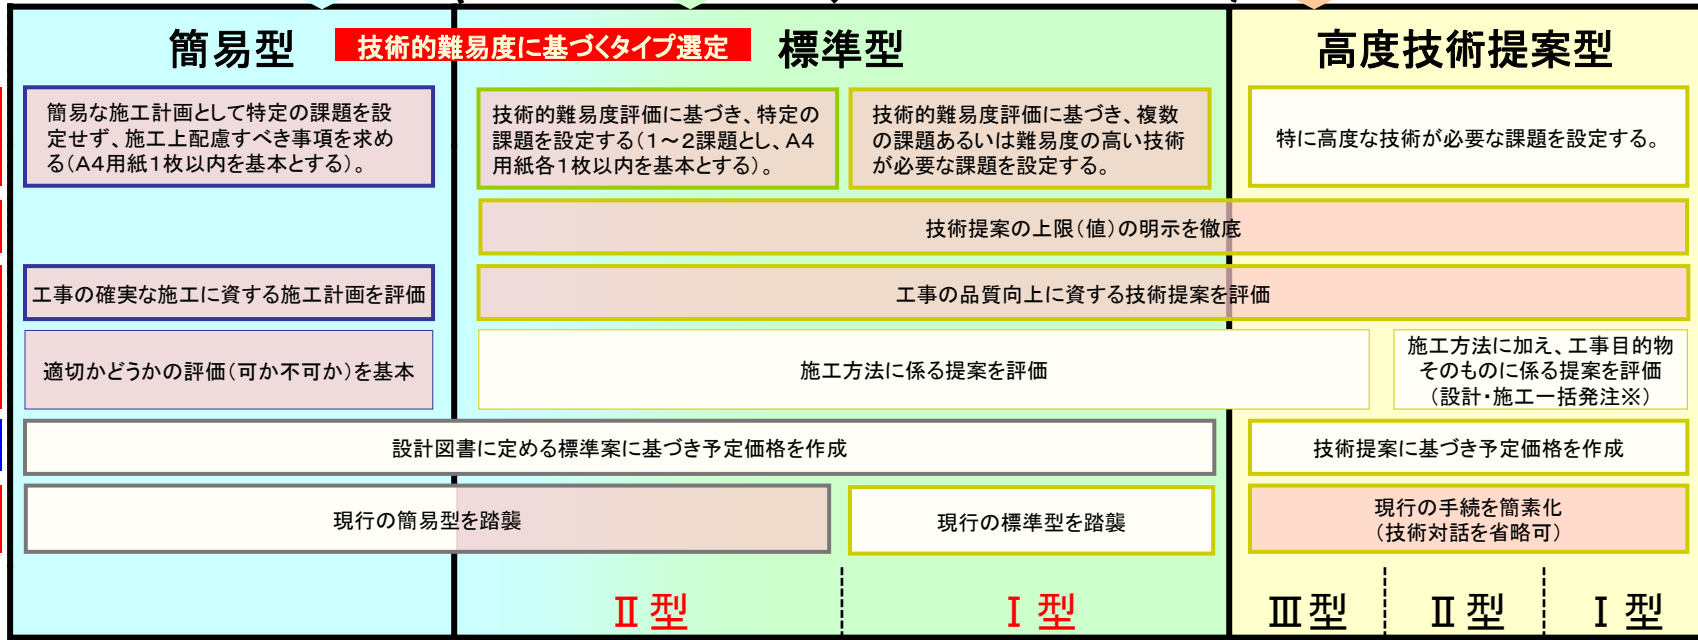 簡易型
技術的難易度に基づくタイプ選定
標準型
高度技術提案型
簡易な施工計画として特定の課題を設
定せず、施工上配慮すべき事項を求め
る(A4用紙1枚以内を基本とする)。
技術的難易度評価に基づき、特定の
課題を設定する(1～2課題とし、A4
用紙各1枚以内を基本とする)。
技術的難易度評価に基づき、複数
の課題あるいは難易度の高い技術
が必要な課題を設定する。
特に高度な技術が必要な課題を設定する。
技術提案の上限(値)の明示を徹底
工事の確実な施工に資する施工計画を評価
工事の品質向上に資する技術提案を評価
適切かどうかの評価(可か不可か)を基本
施工方法に係る提案を評価
施工方法に加え、工事目的物
そのものに係る提案を評価
(設計・施工一括発注※)
設計図書に定める標準案に基づき予定価格を作成
技術提案に基づき予定価格を作成
現行の簡易型を踏襲
現行の標準型を踏襲
現行の手続を簡素化
(技術対話を省略可)
Ⅱ型
Ⅰ型
Ⅲ型
Ⅱ型
Ⅰ型